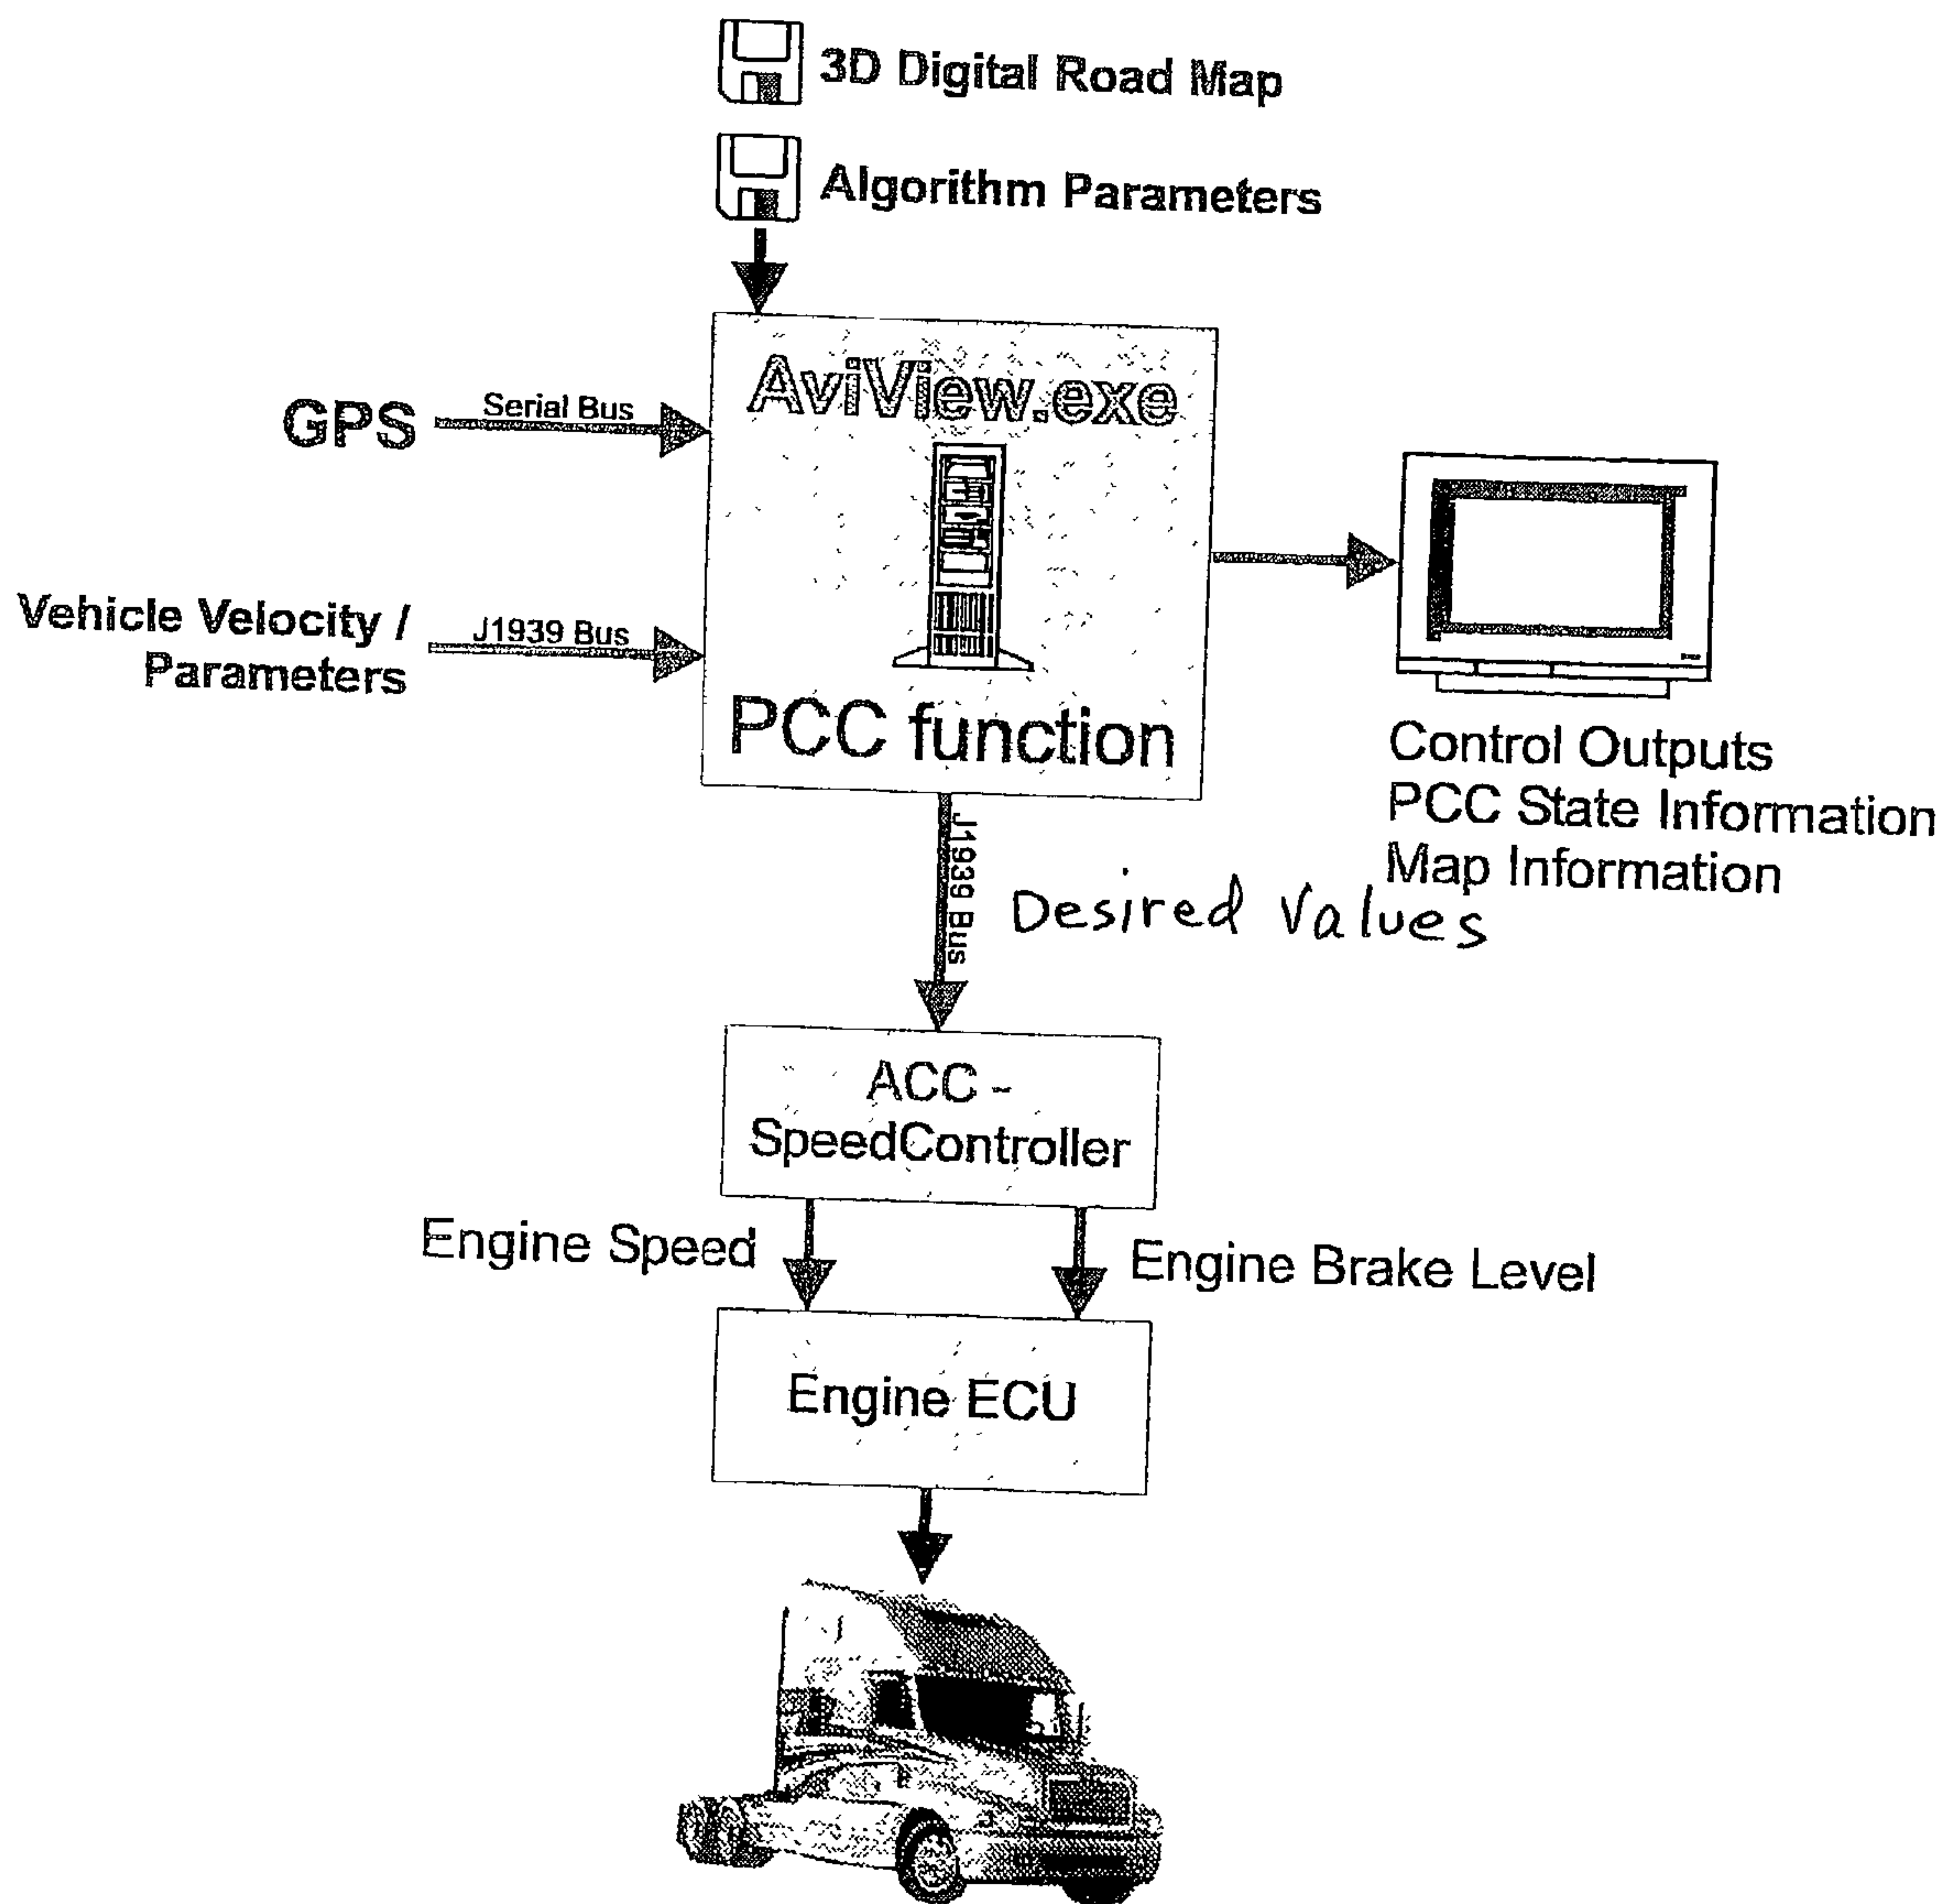 3D Digital Road Map
Algorithm Parameters
AviView.exe
GPS
Serial Bus
Vehicle Velocity /
Parameters
J1939 Bus
PCC function
Control Outputs
PCC State Information
Map Information
J1939 Bus
Desired Values
ACC -
SpeedController
Engine Speed
Engine Brake Level
Engine ECU